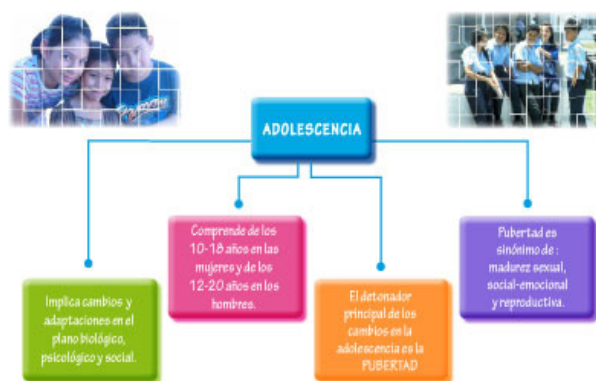 ADOLESCENCIA
Comprende de los
10-18 años en las
mujeres y de los
12-20 años en los
hombres.
Pubertad es
sinónimo de :
madurez sexual,
social-emocional
y reproductiva.
Implica cambios y
adaptaciones en el
plano biológico,
psicológico y social.
El detonador
principal de los
cambios en la
adolescencia es la
PUBERTAD